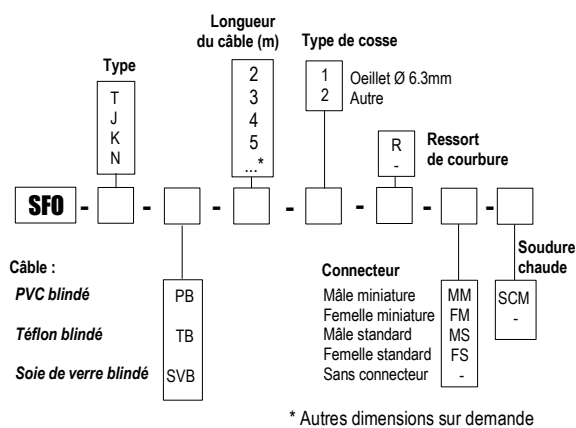 Longueur
du câble (m)
Type de cosse
Type
T
J
K
N
2
3
4
5
...*
1 Oeillet Ø 6.3mm
2 Autre
R
-
Ressort
de courbure
SFO - - - - - - -
Câble :
PVC blindé PB
Téflon blindé TB
Soie de verre blindé SVB
Connecteur
Mâle miniature MM
Femelle miniature FM
Mâle standard MS
Femelle standard FS
Sans connecteur -
Soudure
chaude
SCM
-
* Autres dimensions sur demande